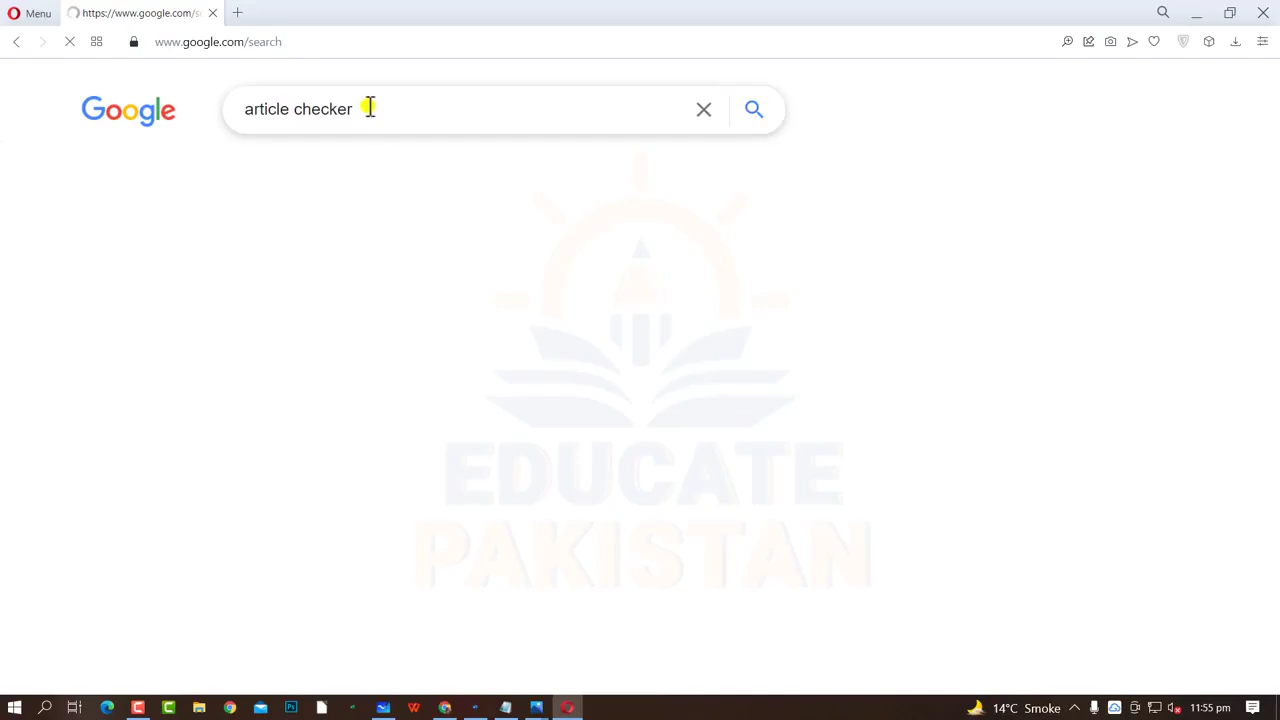 Menu
https://www.google.com/s
www.google.com/search
Google
article checker
EDUCATE
PAKISTAN
14°C Smoke
11:55 pm